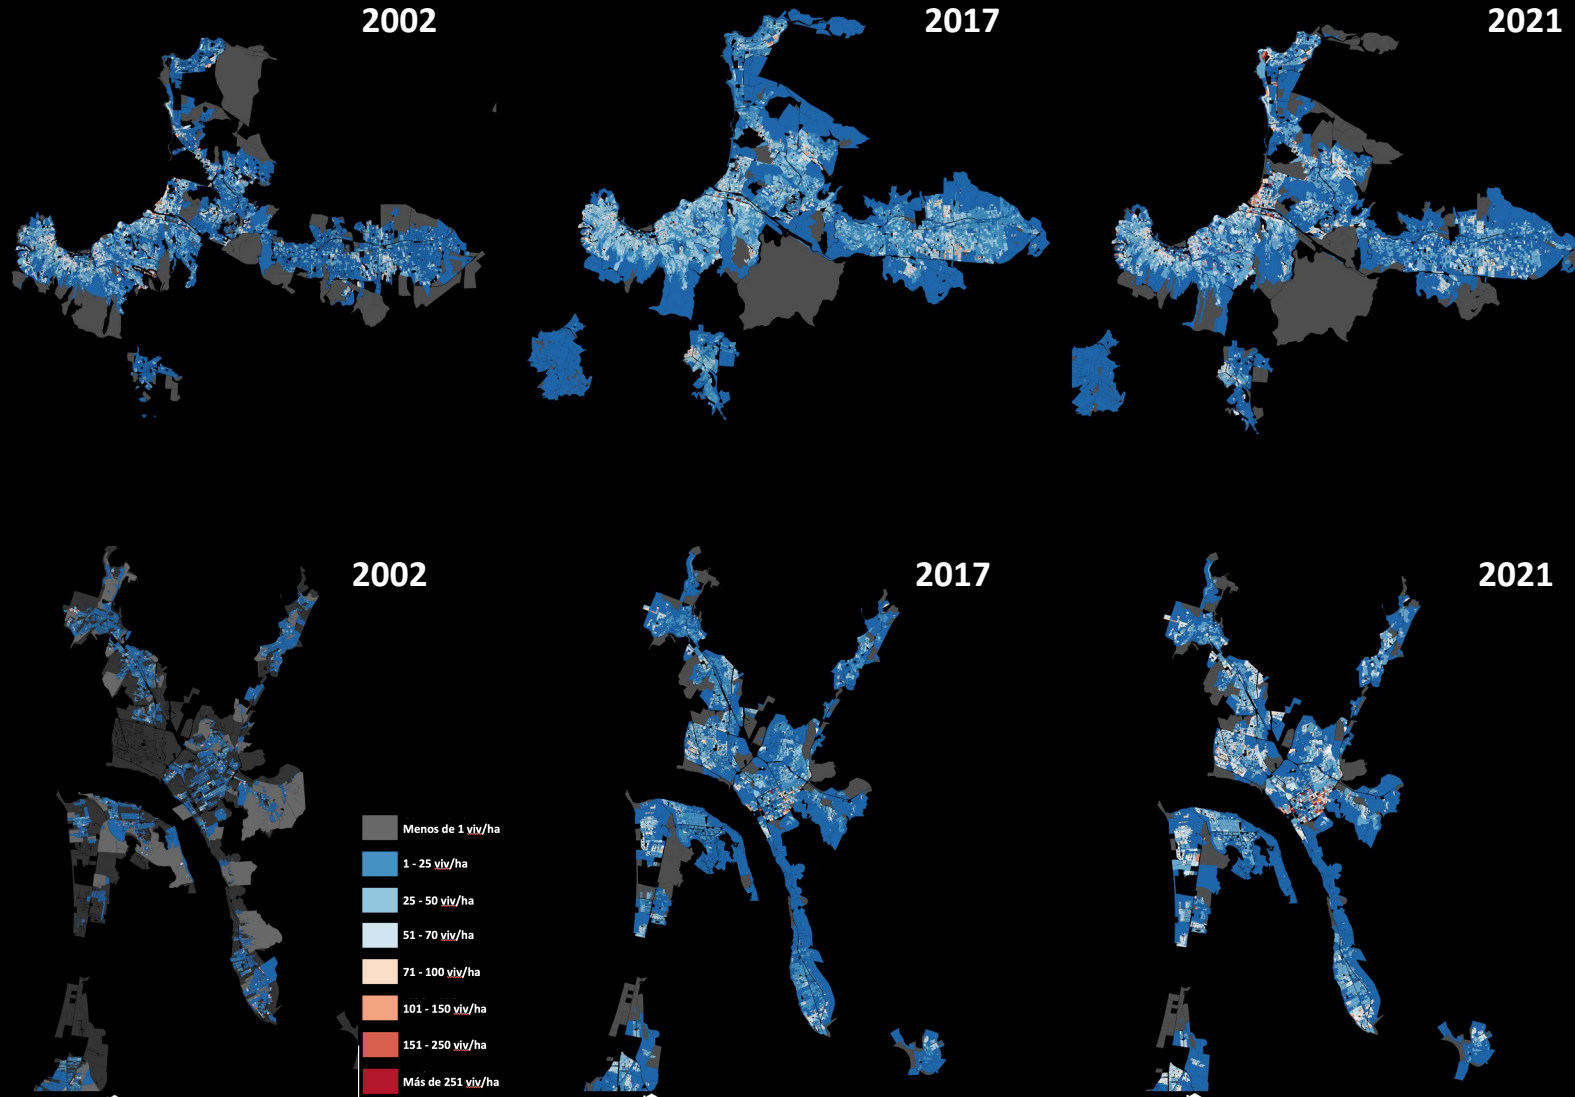 2002
2017
2021
2002
2017
2021
Menos de 1 viv/ha
1 - 25 viv/ha
25 - 50 viv/ha
51 - 70 viv/ha
71 - 100 viv/ha
101 - 150 viv/ha
151 - 250 viv/ha
Más de 251 viv/ha